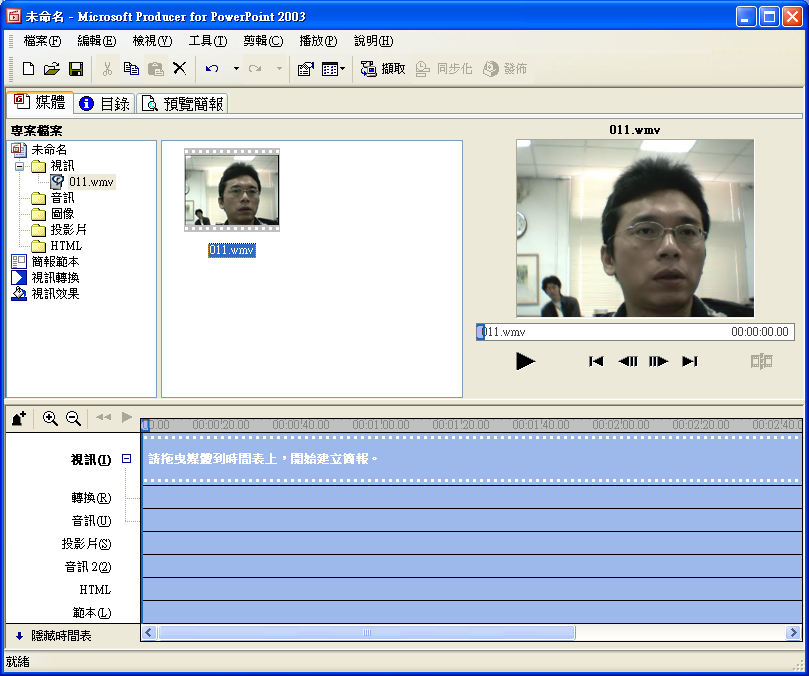 未命名 - Microsoft Producer for PowerPoint 2003
檔案(F) 編輯(E) 檢視(V) 工具(T) 剪輯(C) 播放(P) 說明(H)
擷取 同步化 發佈
媒體 目錄 預覽簡報
專案檔案
未命名
視訊
011.wmv
音訊
圖像
投影片
HTML
簡報範本
視訊轉換
視訊效果
011.wmv
011.wmv
011.wmv 00:00:00.00
0.00 00:00:20.00 00:00:40.00 00:01:00.00 00:01:20.00 00:01:40.00 00:02:00.00 00:02:20.00 00:02:40.0
視訊(I) 請拖曳媒體到時間表上，開始建立簡報。
轉換(R)
音訊(U)
投影片(S)
音訊 2(2)
HTML
範本(L)
隱藏時間表
就緒